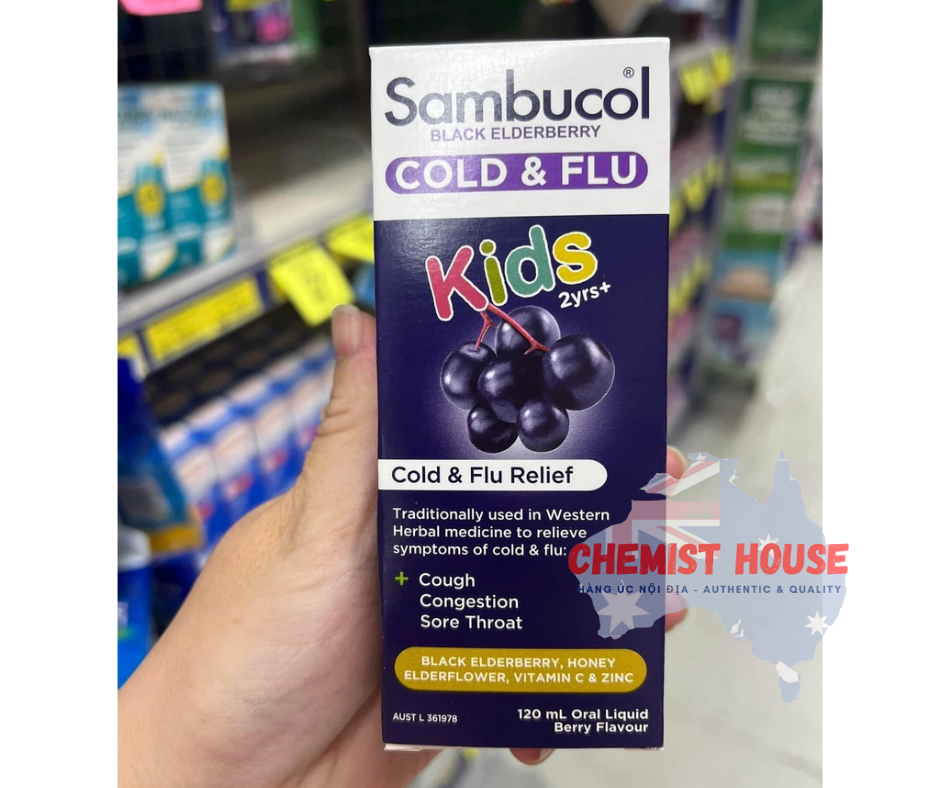 Sambucol®
BLACK ELDERBERRY
COLD & FLU
Kids
2yrs+
Cold & Flu Relief
Traditionally used in Western
Herbal medicine to relieve
symptoms of cold & flu:
+ Cough
Congestion
Sore Throat
BLACK ELDERBERRY, HONEY
ELDERFLOWER, VITAMIN C & ZINC
AUST L 361978
120 mL Oral Liquid
Berry Flavour
CHEMIST HOUSE
HÀNG ÚC NỘI ĐỊA - AUTHENTIC & QUALITY